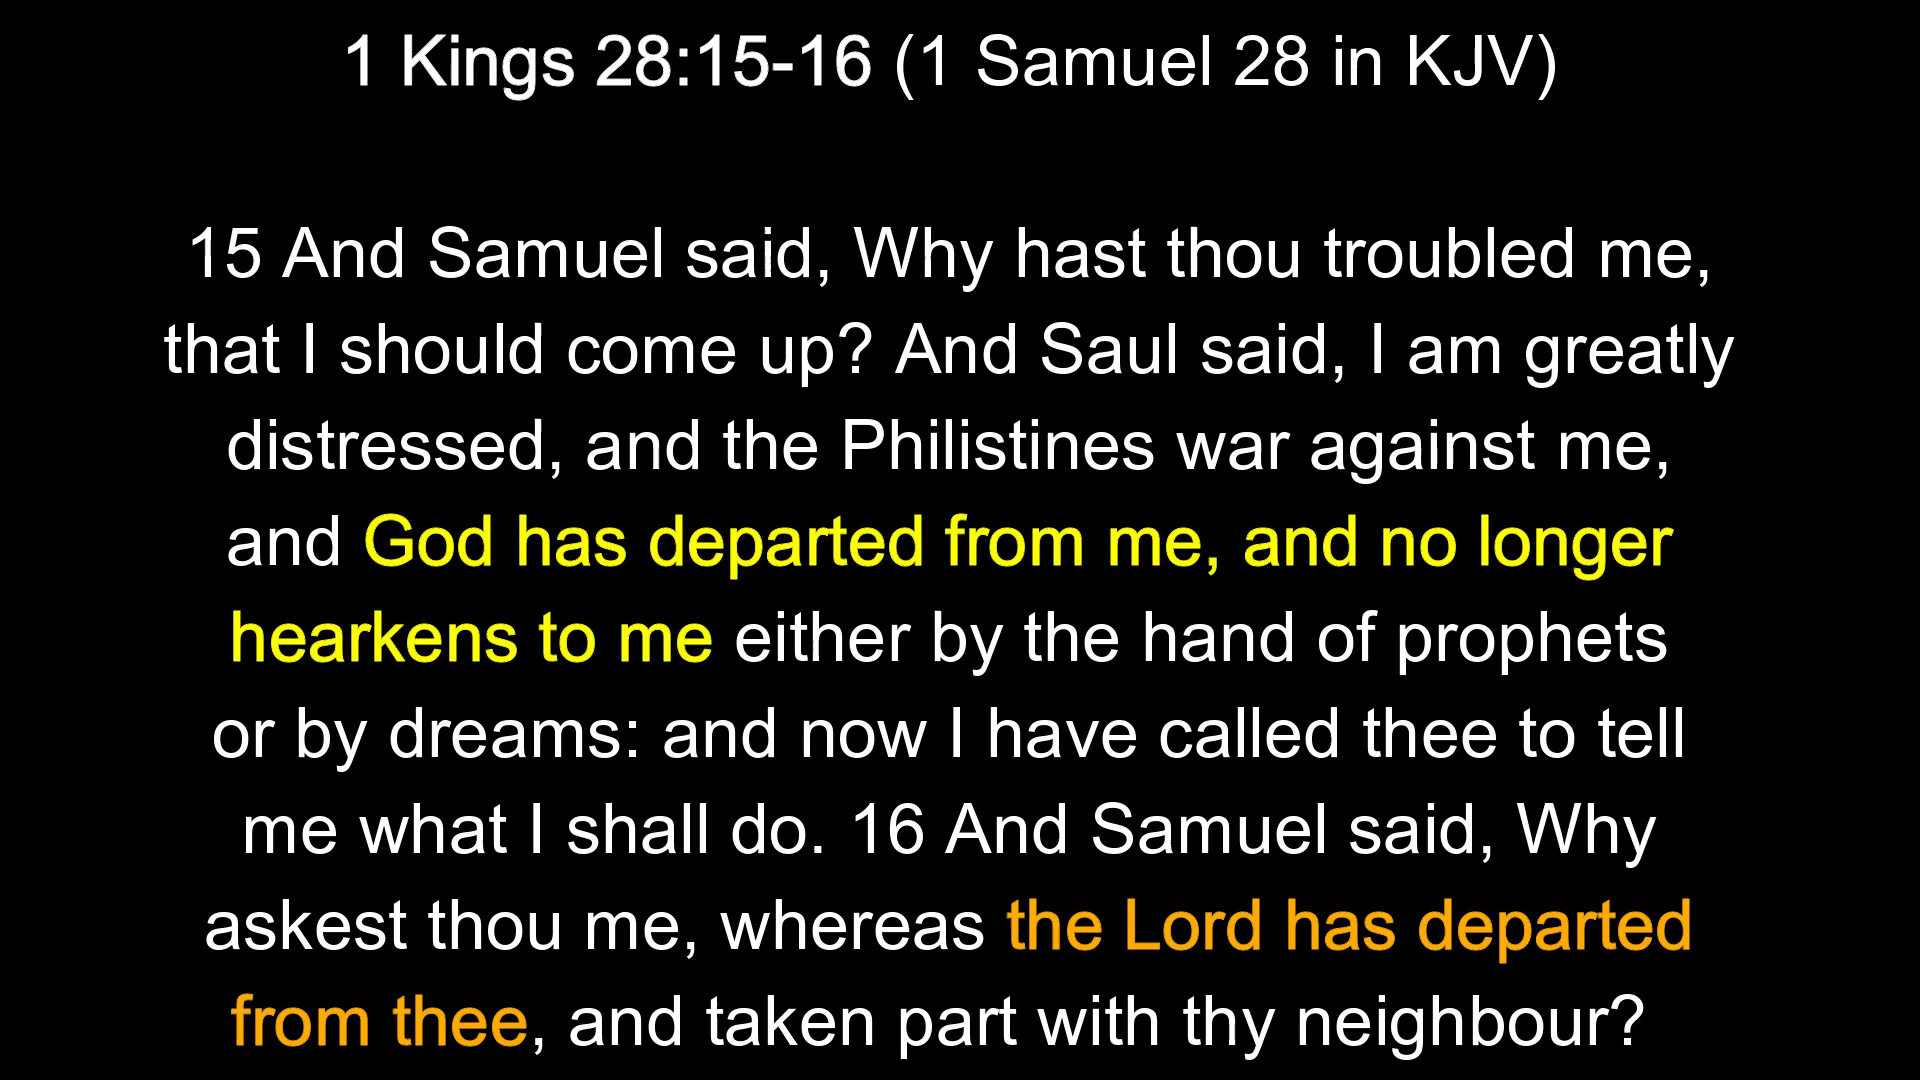 1 Kings 28:15-16 (1 Samuel 28 in KJV)
15 And Samuel said, Why hast thou troubled me,
that I should come up? And Saul said, I am greatly
distressed, and the Philistines war against me,
and God has departed from me, and no longer
hearkens to me either by the hand of prophets
or by dreams: and now I have called thee to tell
me what I shall do. 16 And Samuel said, Why
askest thou me, whereas the Lord has departed
from thee, and taken part with thy neighbour?